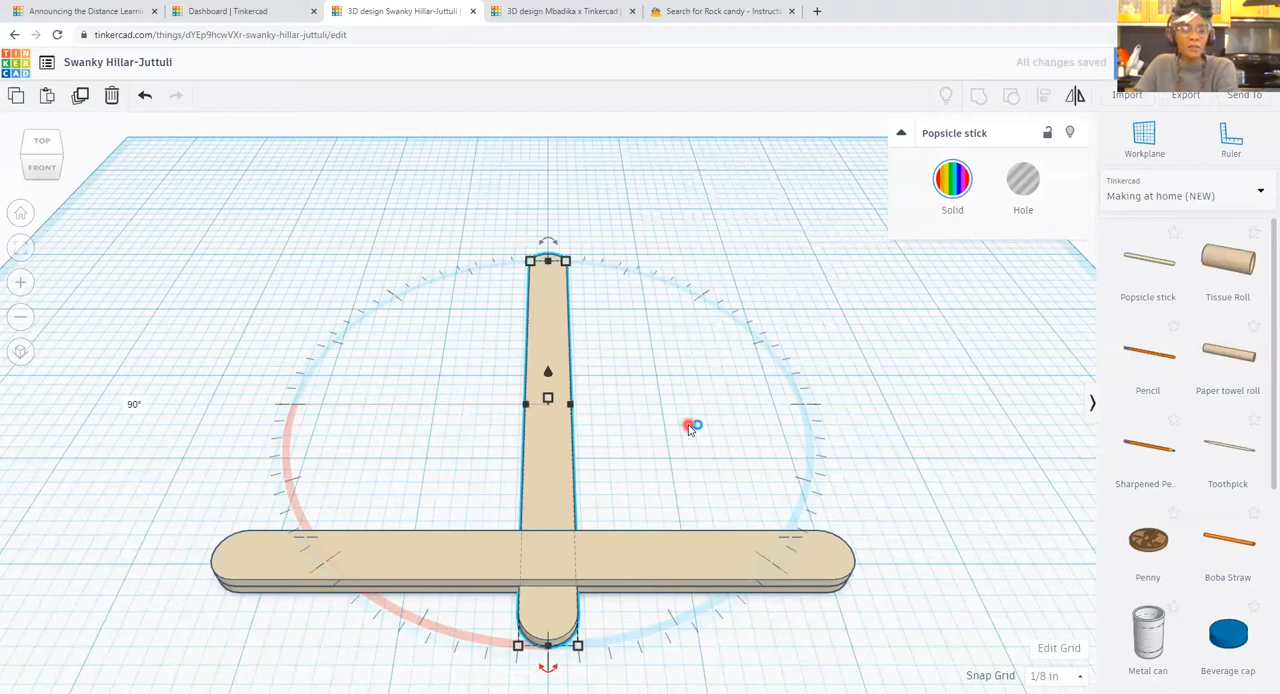 Announcing the Distance Learni
Dashboard | Tinkercad
3D design Swanky Hillar-Juttuli |
3D design Mbadika x Tinkercad |
Search for Rock candy - Instructa
tinkercad.com/things/dYEp9hcwVXr-swanky-hillar-juttuli/edit
TIN
KER
CAD
Swanky Hillar-Juttuli
All changes saved
Import
Export
Send To
TOP
FRONT
Popsicle stick
Solid
Hole
Workplane
Ruler
Tinkercad
Making at home (NEW)
Popsicle stick
Tissue Roll
Pencil
Paper towel roll
Sharpened Pe..
Toothpick
Penny
Boba Straw
Metal can
Beverage cap
90°
Edit Grid
Snap Grid
1/8 in